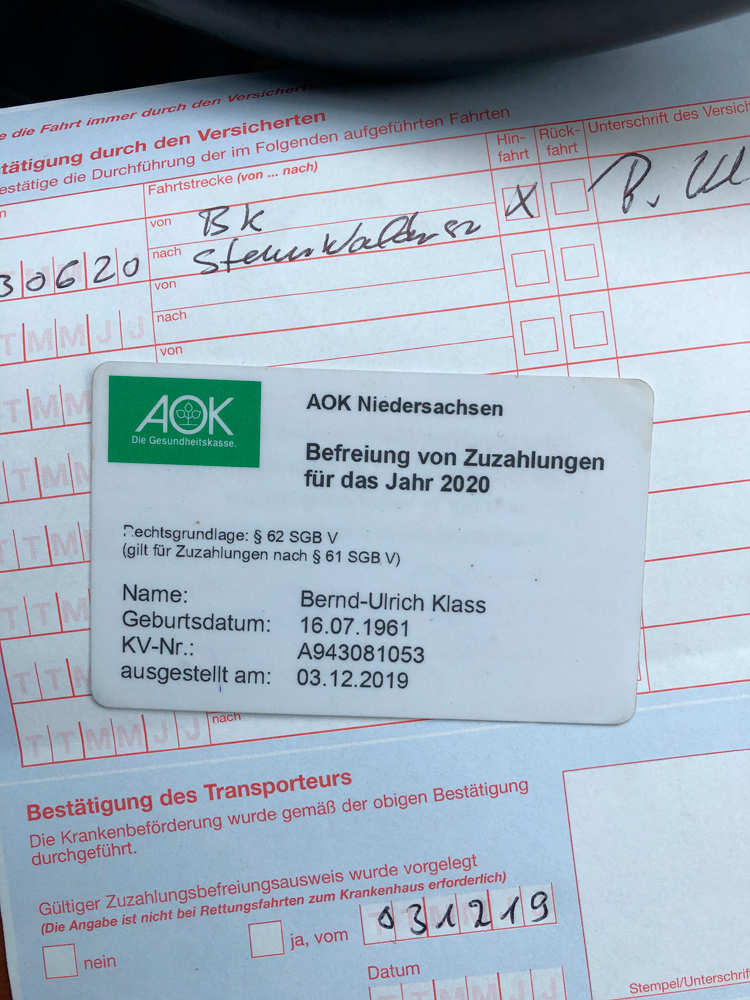 e die Fahrt immer durch den Versicherten
tätigung durch den Versicherten
estätige die Durchführung der im Folgenden aufgeführten Fahrten
n
Fahrtstrecke (von ... nach)
Hin-
fahrt
Rück-
fahrt
Unterschrift des Versich
30620
von BK
X
nach
von
T M M J J
nach
von
T M M
T M
T T M
T T M
T T M
T T M M J J
nach
AOK
Die Gesundheitskasse.
AOK Niedersachsen
Befreiung von Zuzahlungen
für das Jahr 2020
Rechtsgrundlage: § 62 SGB V
(gilt für Zuzahlungen nach § 61 SGB V)
Name: Bernd-Ulrich Klass
Geburtsdatum: 16.07.1961
KV-Nr.: A943081053
ausgestellt am: 03.12.2019
Bestätigung des Transporteurs
Die Krankenbeförderung wurde gemäß der obigen Bestätigung
durchgeführt.
Gültiger Zuzahlungsbefreiungsausweis wurde vorgelegt
(Die Angabe ist nicht bei Rettungsfahrten zum Krankenhaus erforderlich)
nein
ja, vom 031219
Datum
Stempel/Unterschrif